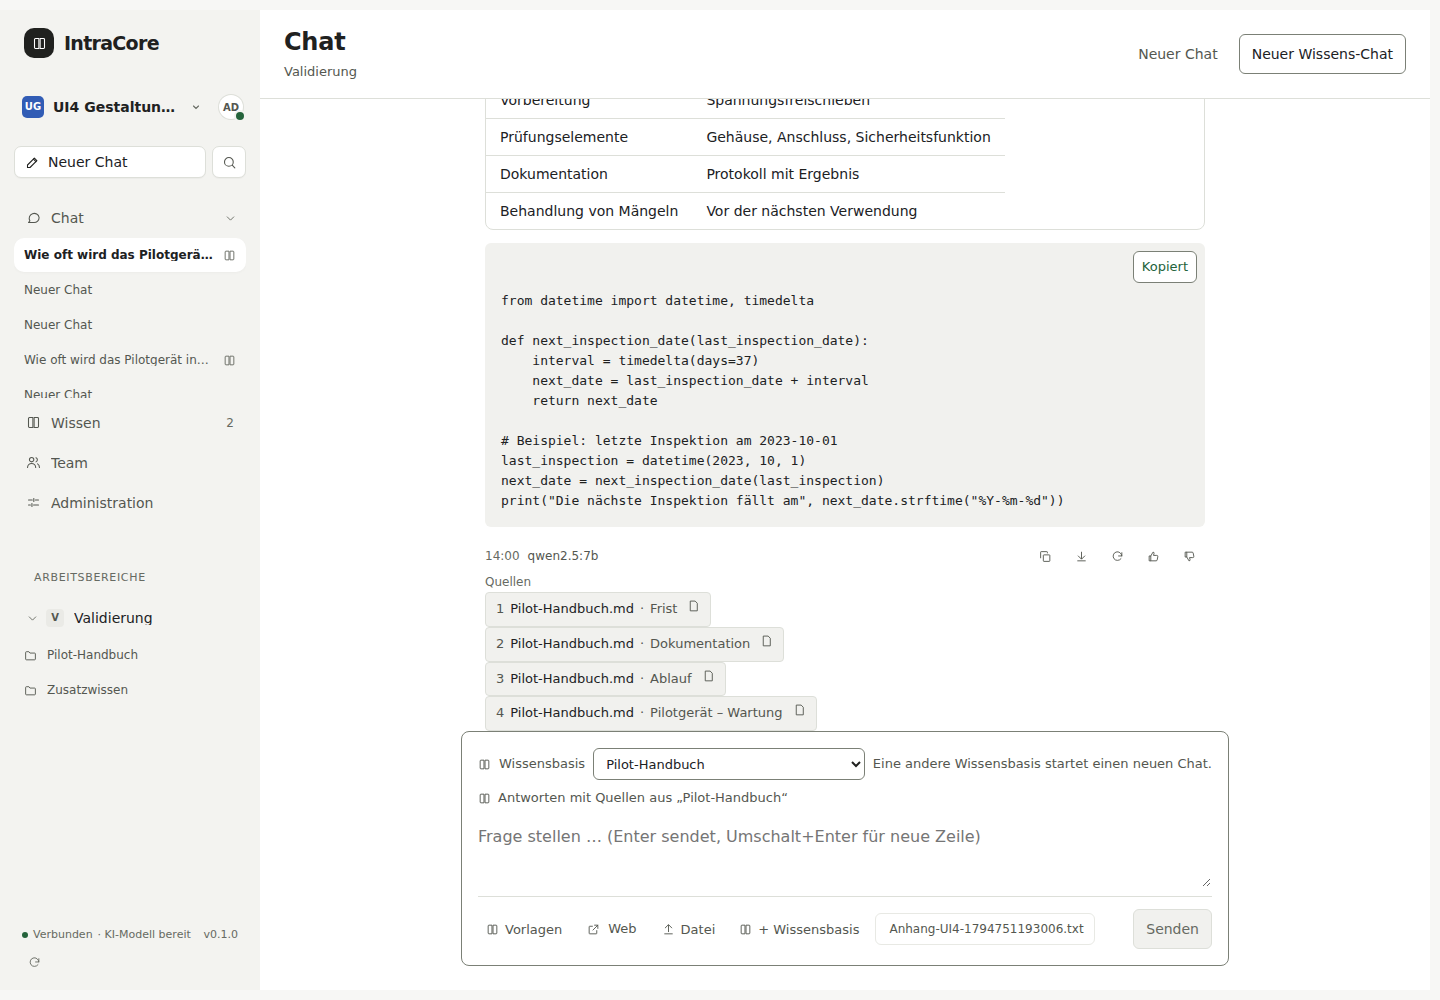 IntraCore
UG UI4 Gestaltun... AD
Neuer Chat
Chat
Wie oft wird das Pilotgerä...
Neuer Chat
Neuer Chat
Wie oft wird das Pilotgerät in...
Neuer Chat
Wissen 2
Team
Administration
ARBEITSBEREICHE
V Validierung
Pilot-Handbuch
Zusatzwissen
Verbunden · KI-Modell bereit v0.1.0
Chat
Validierung
Neuer Chat
Neuer Wissens-Chat
Vorbereitung Spannungsfreischieben
Prüfungselemente Gehäuse, Anschluss, Sicherheitsfunktion
Dokumentation Protokoll mit Ergebnis
Behandlung von Mängeln Vor der nächsten Verwendung
Kopiert
from datetime import datetime, timedelta
def next_inspection_date(last_inspection_date):
    interval = timedelta(days=37)
    next_date = last_inspection_date + interval
    return next_date
# Beispiel: letzte Inspektion am 2023-10-01
last_inspection = datetime(2023, 10, 1)
next_date = next_inspection_date(last_inspection)
print("Die nächste Inspektion fällt am", next_date.strftime("%Y-%m-%d"))
14:00 qwen2.5:7b
Quellen
1 Pilot-Handbuch.md · Frist
2 Pilot-Handbuch.md · Dokumentation
3 Pilot-Handbuch.md · Ablauf
4 Pilot-Handbuch.md · Pilotgerät – Wartung
Wissensbasis Pilot-Handbuch Eine andere Wissensbasis startet einen neuen Chat.
Antworten mit Quellen aus „Pilot-Handbuch“
Frage stellen ... (Enter sendet, Umschalt+Enter für neue Zeile)
Vorlagen Web Datei + Wissensbasis Anhang-UI4-1794751193006.txt Senden